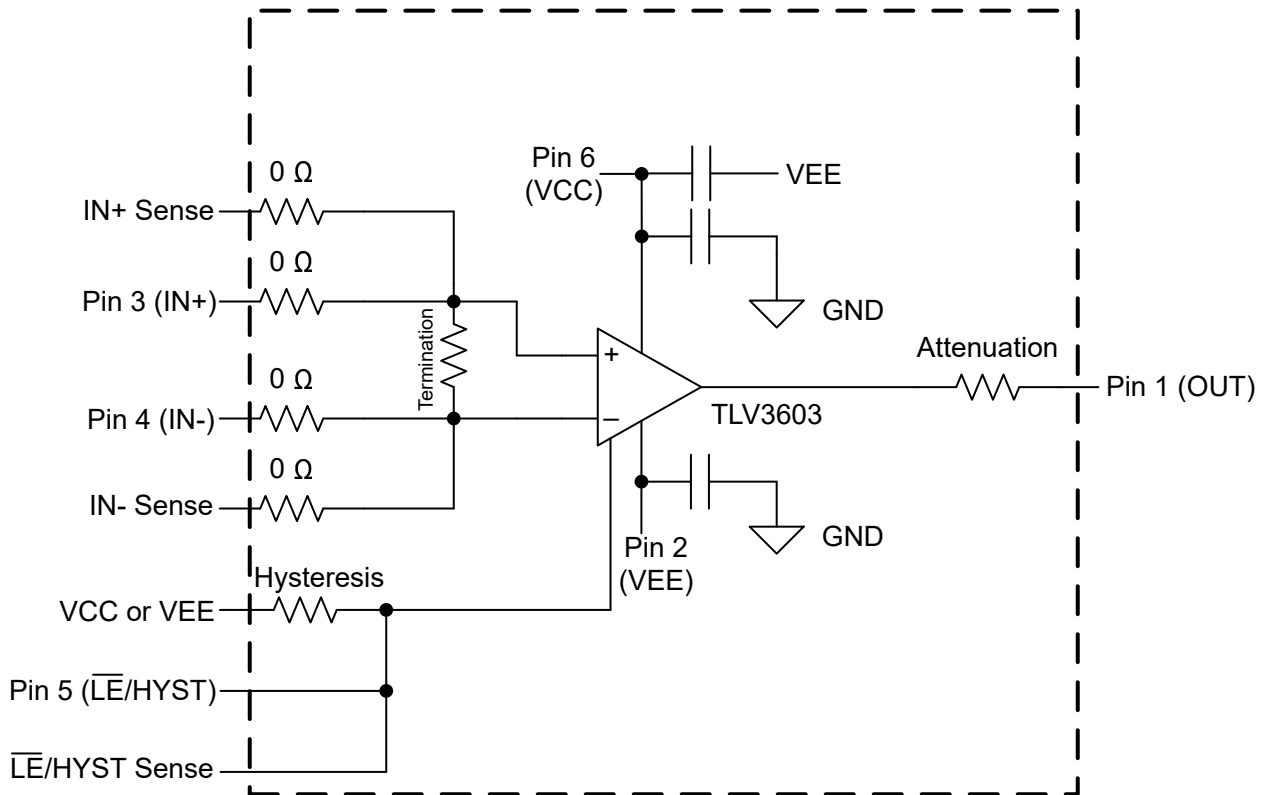 0 Ω
IN+ Sense
0 Ω
Pin 3 (IN+)
Termination
0 Ω
Pin 4 (IN-)
0 Ω
IN- Sense
Hysteresis
VCC or VEE
Pin 5 (L̅E̅/HYST)
L̅E̅/HYST Sense
Pin 6
(VCC)
VEE
GND
+
−
TLV3603
Attenuation
Pin 1 (OUT)
GND
Pin 2
(VEE)